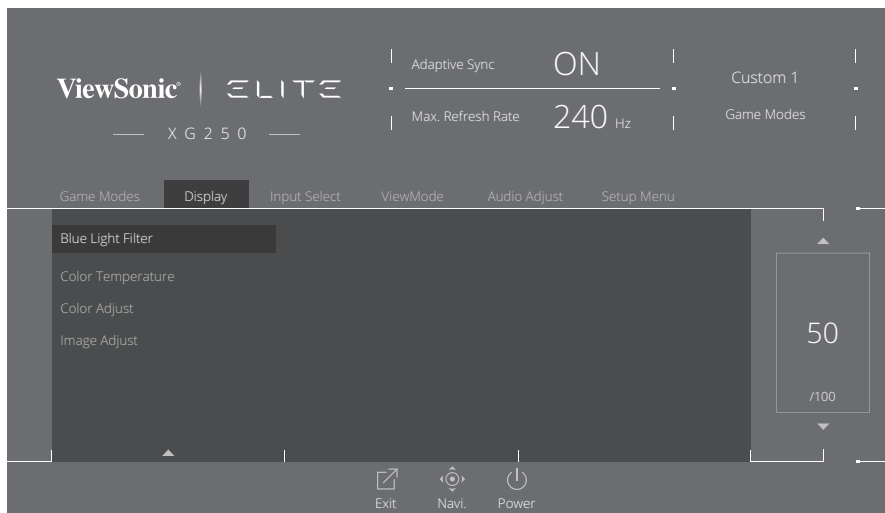 ViewSonic® ELITE
XG250
Adaptive Sync ON
Max. Refresh Rate 240 Hz
Custom 1
Game Modes
Game Modes Display Input Select ViewMode Audio Adjust Setup Menu
Blue Light Filter
Color Temperature
Color Adjust
Image Adjust
50
/100
Exit Navi. Power